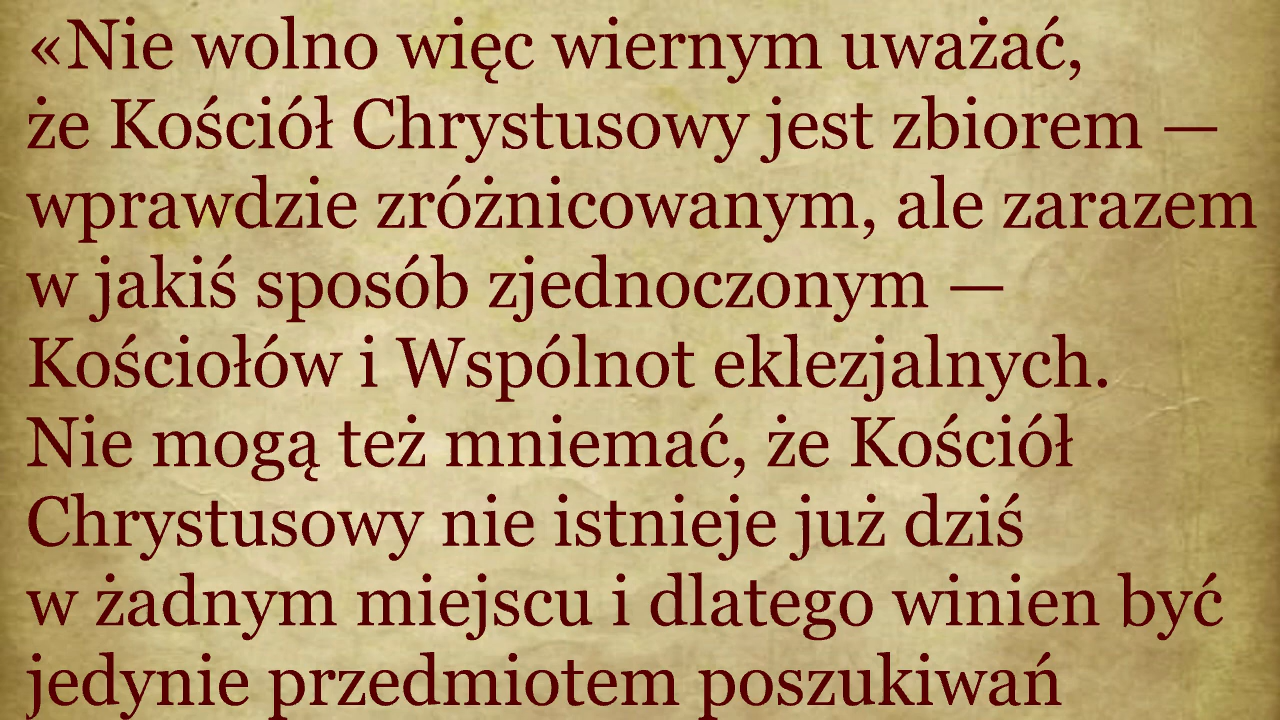 «Nie wolno więc wiernym uważać,
że Kościół Chrystusowy jest zbiorem —
wprawdzie zróżnicowanym, ale zarazem
w jakiś sposób zjednoczonym —
Kościołów i Wspólnot eklezjalnych.
Nie mogą też mniemać, że Kościół
Chrystusowy nie istnieje już dziś
w żadnym miejscu i dlatego winien być
jedynie przedmiotem poszukiwań